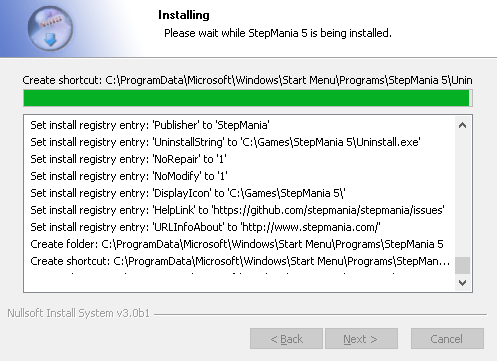 Installing
Please wait while StepMania 5 is being installed.
Create shortcut: C:\ProgramData\Microsoft\Windows\Start Menu\Programs\StepMania 5\Unin
Set install registry entry: 'Publisher' to 'StepMania'
Set install registry entry: 'UninstallString' to 'C:\Games\StepMania 5\Uninstall.exe'
Set install registry entry: 'NoRepair' to '1'
Set install registry entry: 'NoModify' to '1'
Set install registry entry: 'DisplayIcon' to 'C:\Games\StepMania 5\'
Set install registry entry: 'HelpLink' to 'https://github.com/stepmania/stepmania/issues'
Set install registry entry: 'URLInfoAbout' to 'http://www.stepmania.com/'
Create folder: C:\ProgramData\Microsoft\Windows\Start Menu\Programs\StepMania 5
Create shortcut: C:\ProgramData\Microsoft\Windows\Start Menu\Programs\StepMan...
Nullsoft Install System v3.0b1
< Back
Next >
Cancel